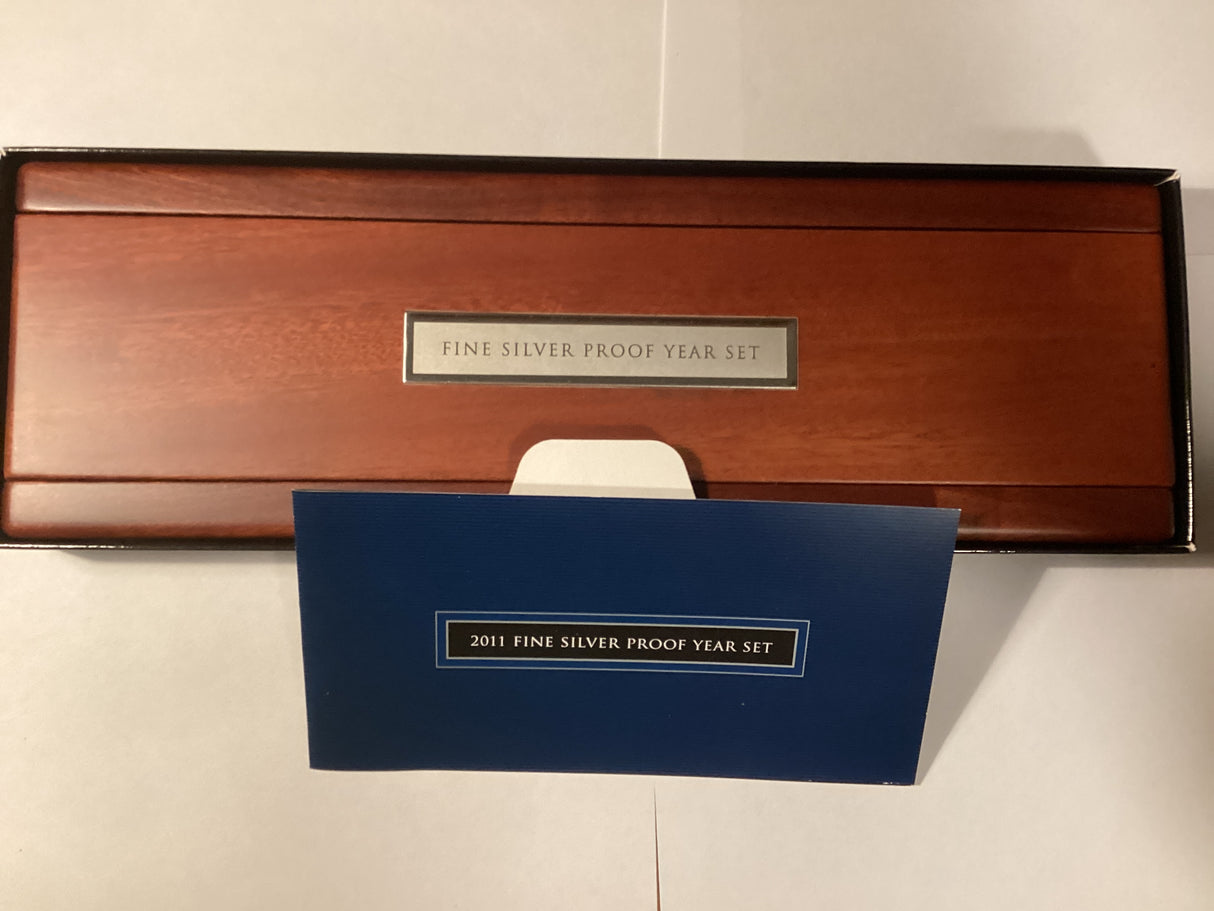 FINE SILVER PROOF YEAR SET
2011 FINE SILVER PROOF YEAR SET